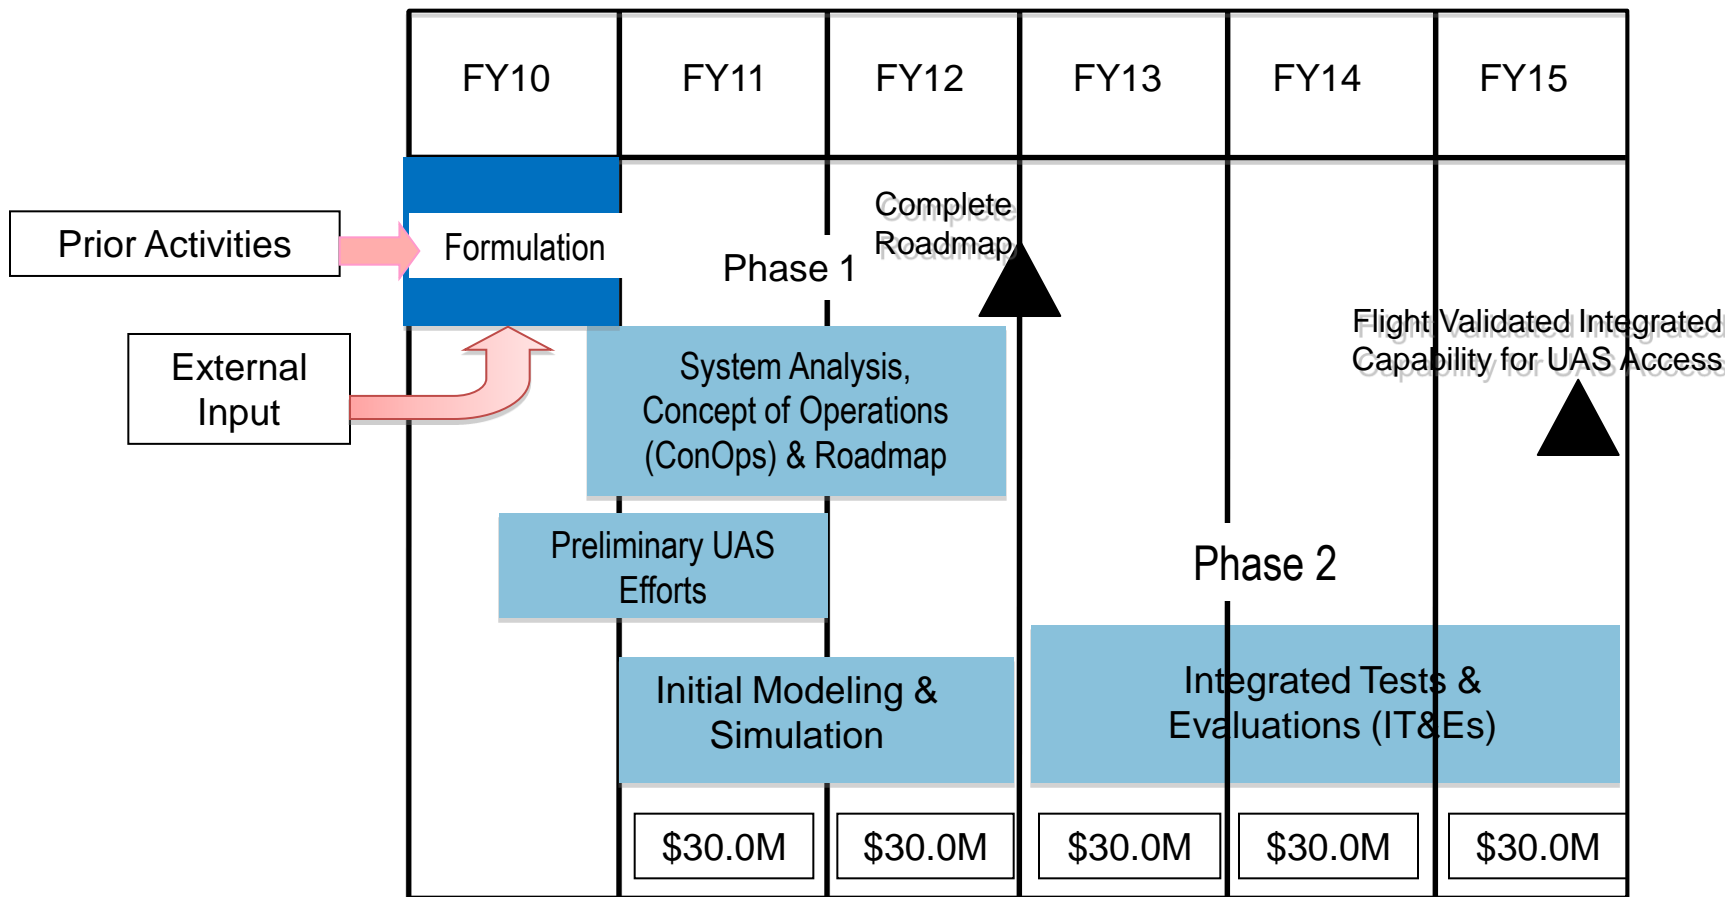 FY10
FY11
FY12
FY13
FY14
FY15
Complete
Roadmap
Prior Activities
Formulation
Phase 1
Flight Validated Integrated
Capability for UAS Access
External
Input
System Analysis,
Concept of Operations
(ConOps) & Roadmap
Preliminary UAS
Efforts
Phase 2
Initial Modeling &
Simulation
Integrated Tests &
Evaluations (IT&Es)
$30.0M
$30.0M
$30.0M
$30.0M
$30.0M